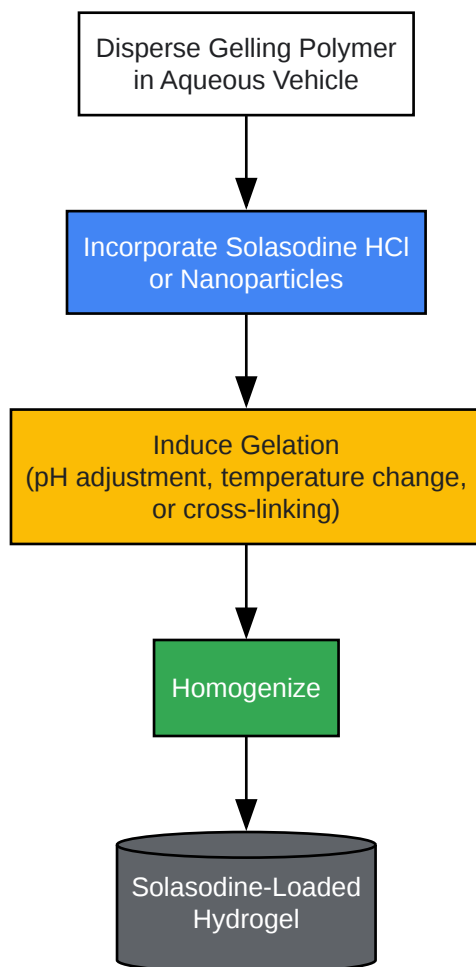 Disperse Gelling Polymer
in Aqueous Vehicle
Incorporate Solasodine HCl
or Nanoparticles
Induce Gelation
(pH adjustment, temperature change,
or cross-linking)
Homogenize
Solasodine-Loaded
Hydrogel